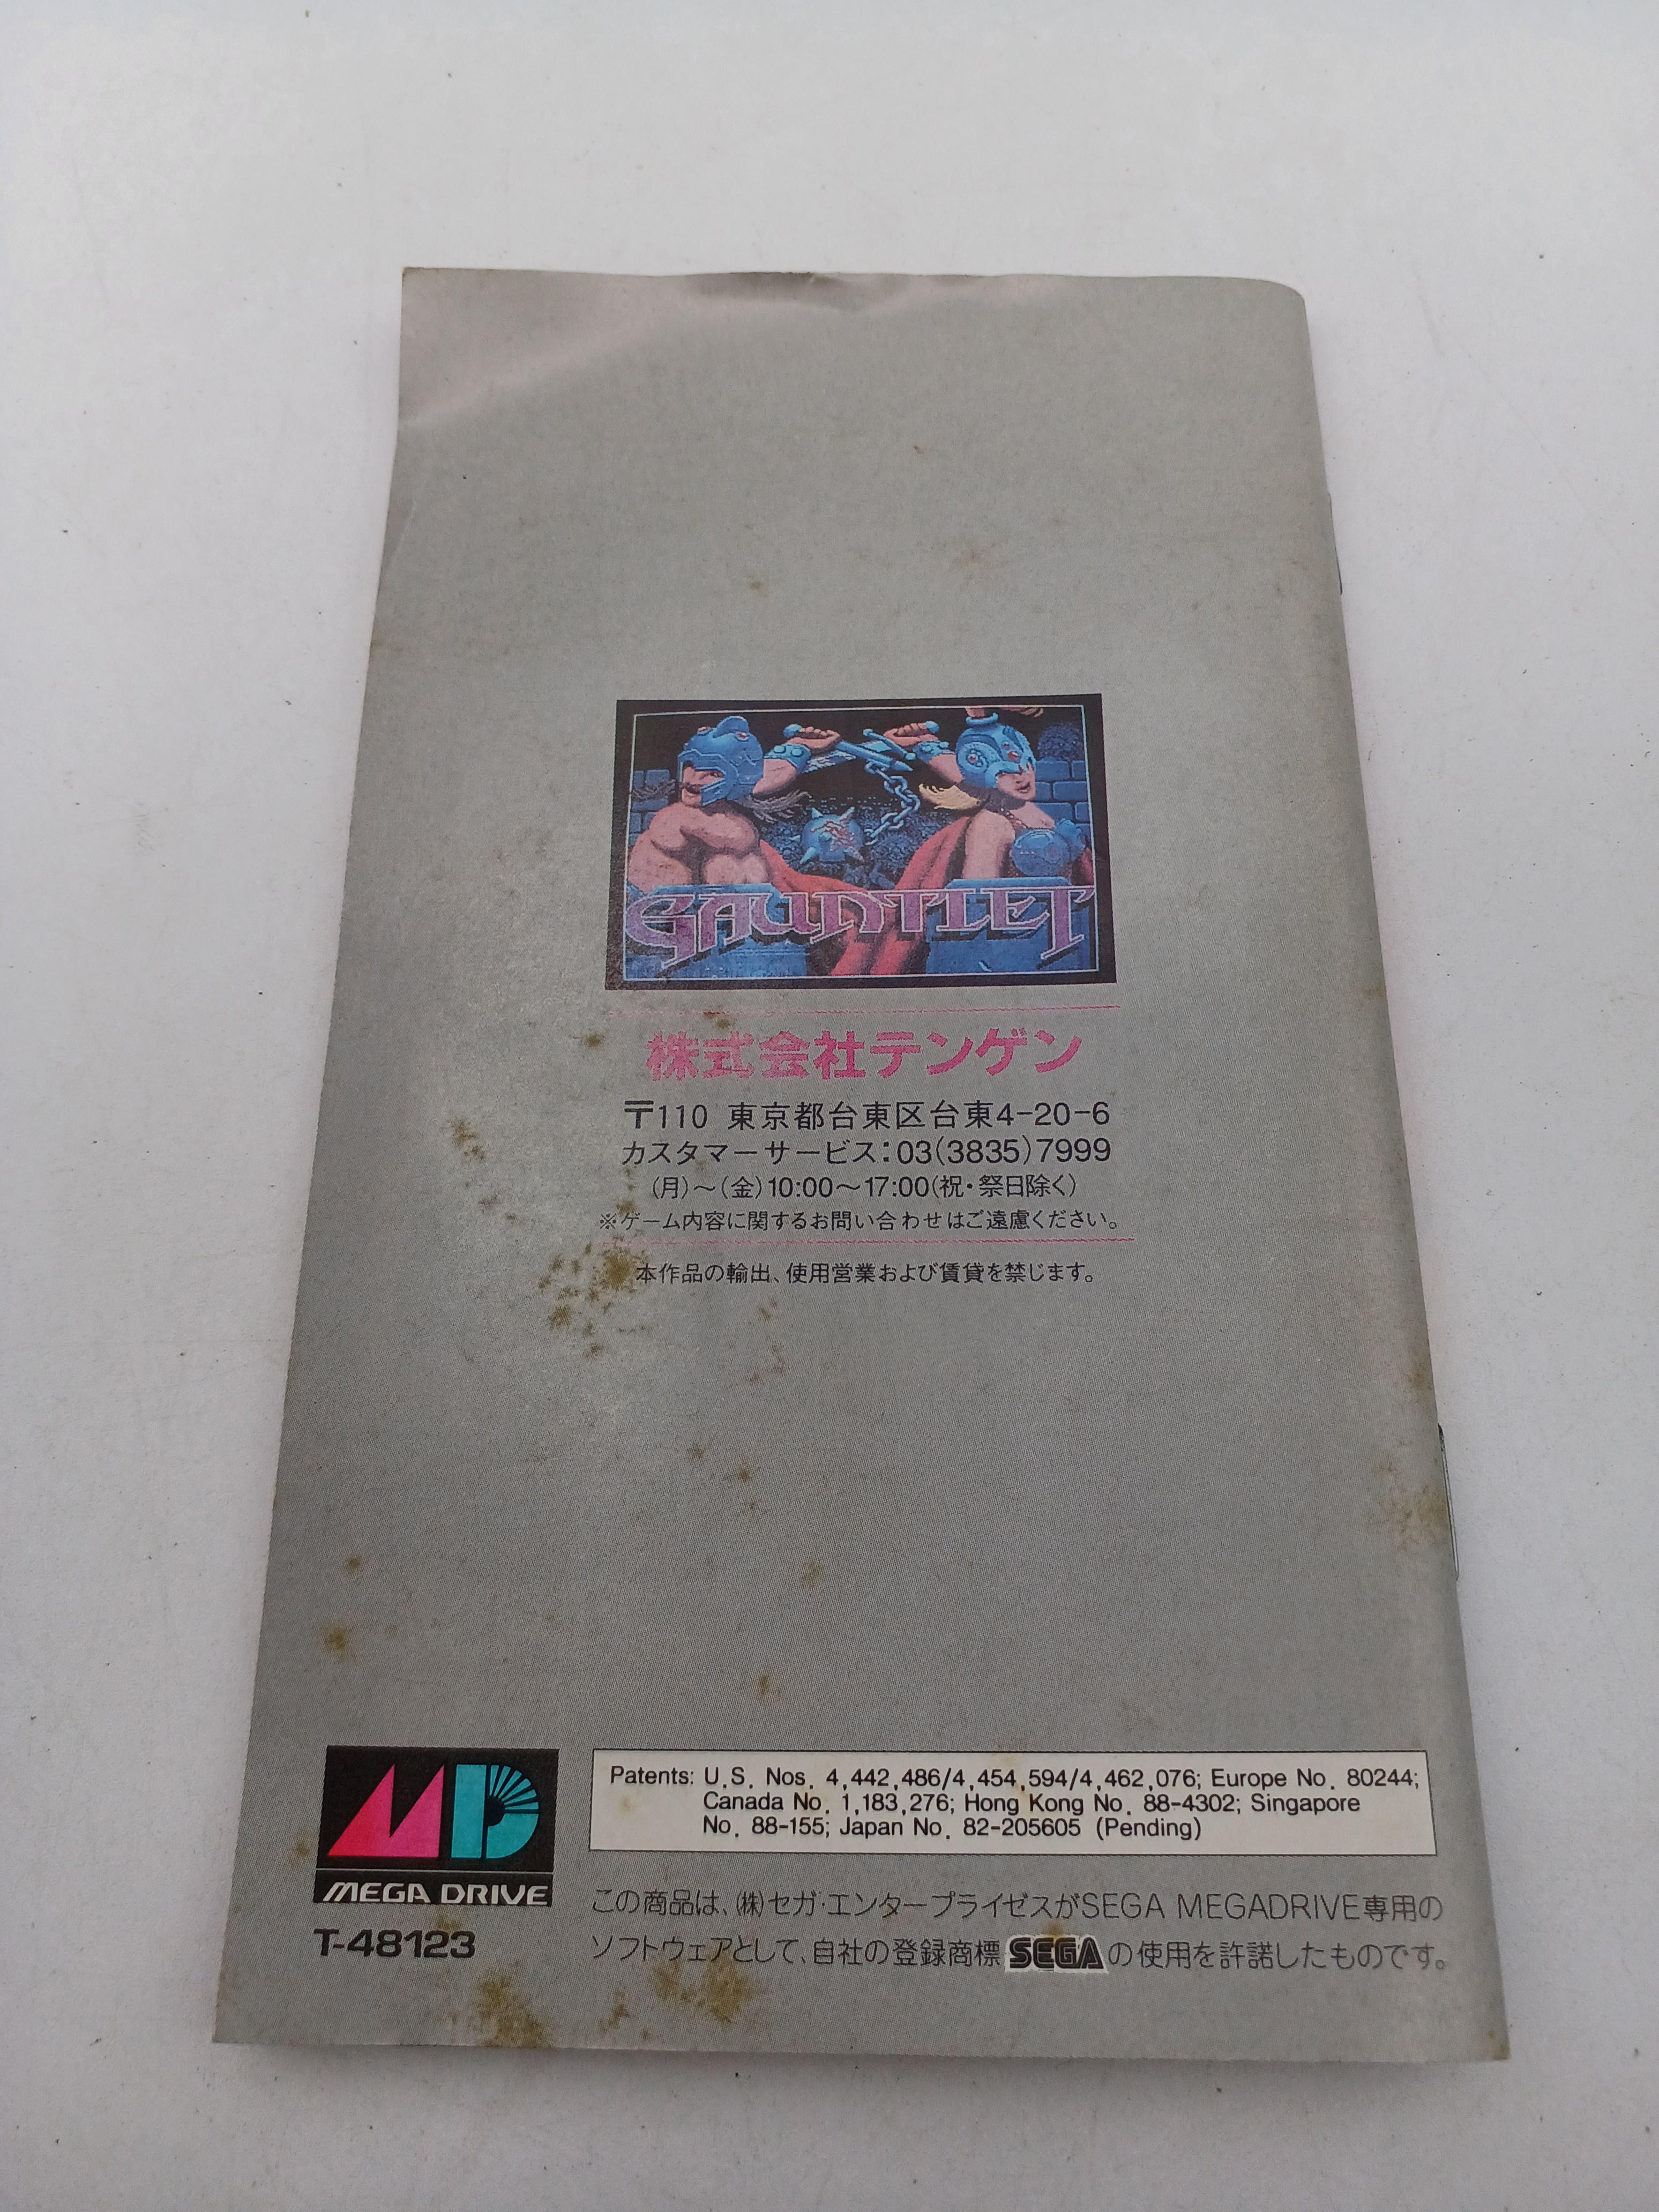 GAUNTLET
株式会社テンゲン
〒110 東京都台東区台東4-20-6
カスタマーサービス:03(3835)7999
(月)〜(金)10:00〜17:00(祝・祭日除く)
※ゲーム内容に関するお問い合わせはご遠慮ください。
本作品の輸出、使用営業および賃貸を禁じます。
MD
MEGA DRIVE
T-48123
Patents: U.S. Nos. 4,442,486/4,454,594/4,462,076; Europe No. 80244;
Canada No. 1,183,276; Hong Kong No. 88-4302; Singapore
No. 88-155; Japan No. 82-205605 (Pending)
この商品は、(株)セガ・エンタープライゼスがSEGA MEGADRIVE専用の
ソフトウェアとして、自社の登録商標SEGAの使用を許諾したものです。